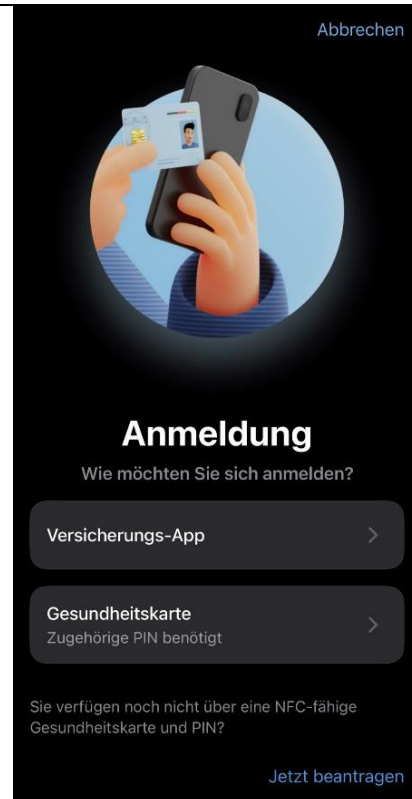 Abbrechen
Anmeldung
Wie möchten Sie sich anmelden?
Versicherungs-App
Gesundheitskarte
Zugehörige PIN benötigt
Sie verfügen noch nicht über eine NFC-fähige
Gesundheitskarte und PIN?
Jetzt beantragen